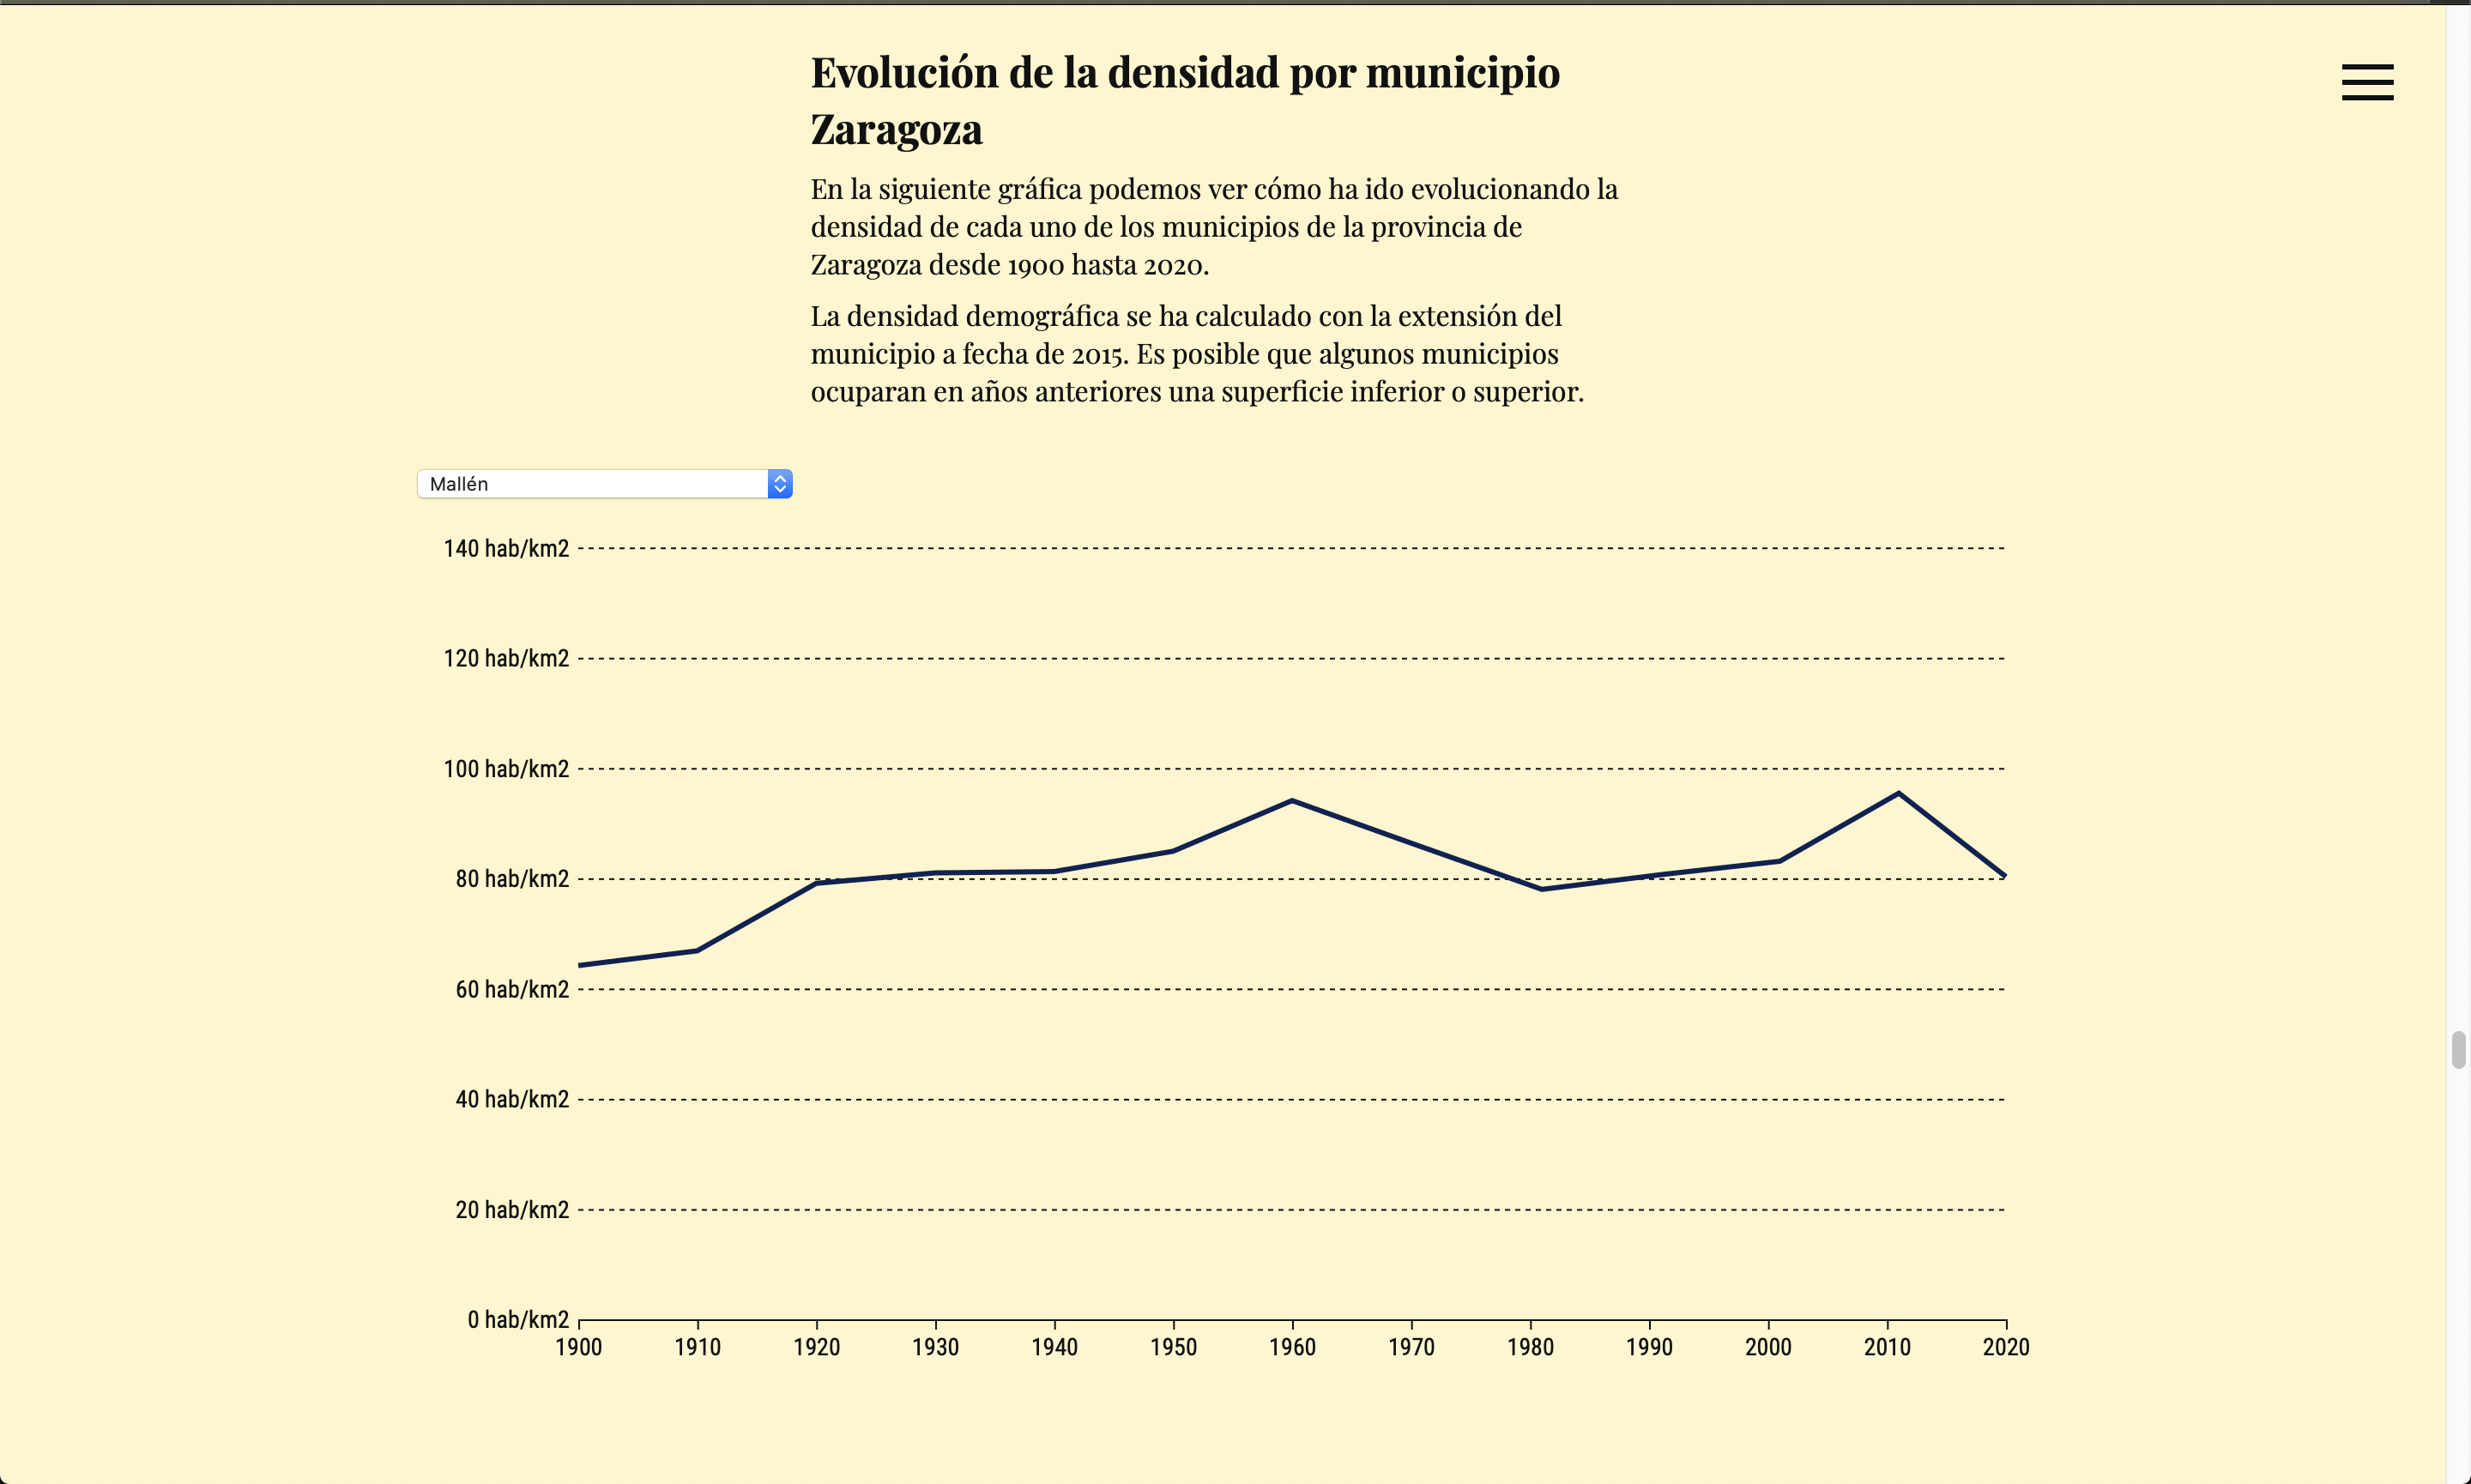 Evolución de la densidad por municipio
Zaragoza
En la siguiente gráfica podemos ver cómo ha ido evolucionando la
densidad de cada uno de los municipios de la provincia de
Zaragoza desde 1900 hasta 2020.
La densidad demográfica se ha calculado con la extensión del
municipio a fecha de 2015. Es posible que algunos municipios
ocuparan en años anteriores una superficie inferior o superior.
Mallén
140 hab/km2
120 hab/km2
100 hab/km2
80 hab/km2
60 hab/km2
40 hab/km2
20 hab/km2
0 hab/km2
1900 1910 1920 1930 1940 1950 1960 1970 1980 1990 2000 2010 2020